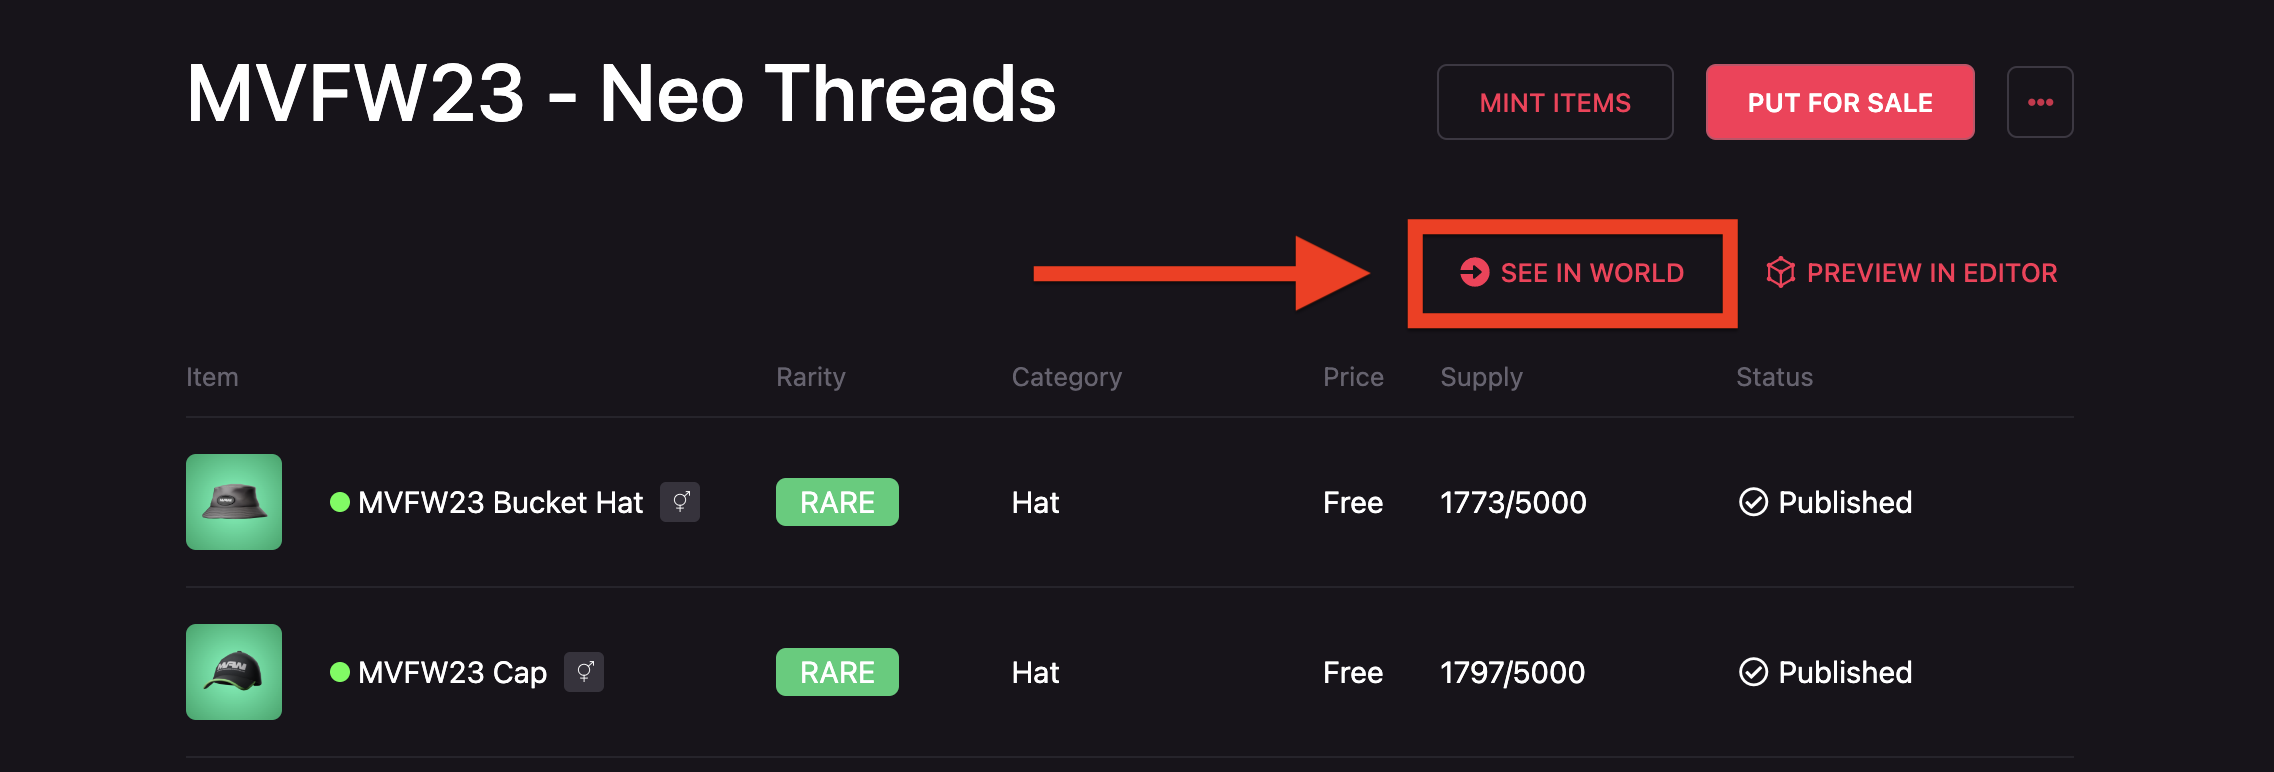 MVFW23 - Neo Threads
MINT ITEMS
PUT FOR SALE
SEE IN WORLD
PREVIEW IN EDITOR
Item Rarity Category Price Supply Status
MVFW23 Bucket Hat RARE Hat Free 1773/5000 Published
MVFW23 Cap RARE Hat Free 1797/5000 Published